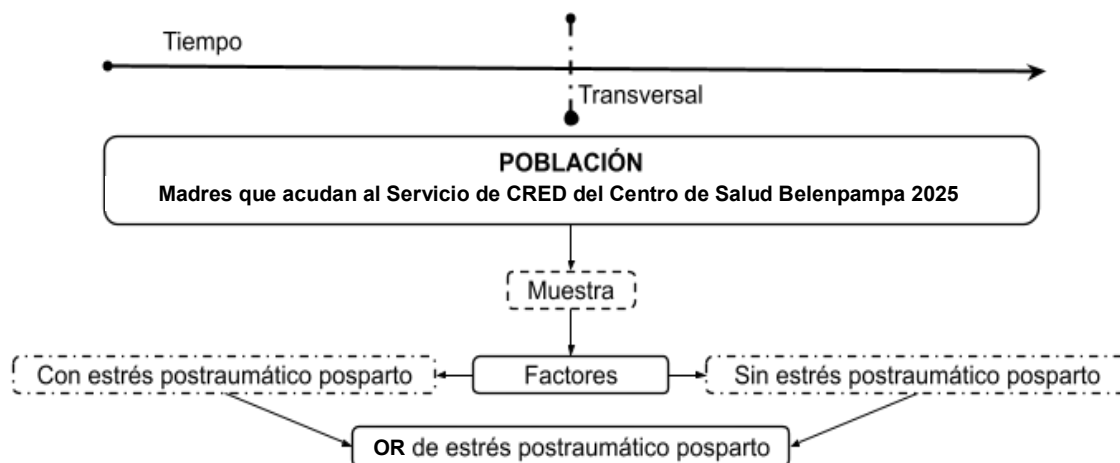 Tiempo
Transversal
POBLACIÓN
Madres que acudan al Servicio de CRED del Centro de Salud Belenpampa 2025
Muestra
Con estrés postraumático posparto
Factores
Sin estrés postraumático posparto
OR de estrés postraumático posparto